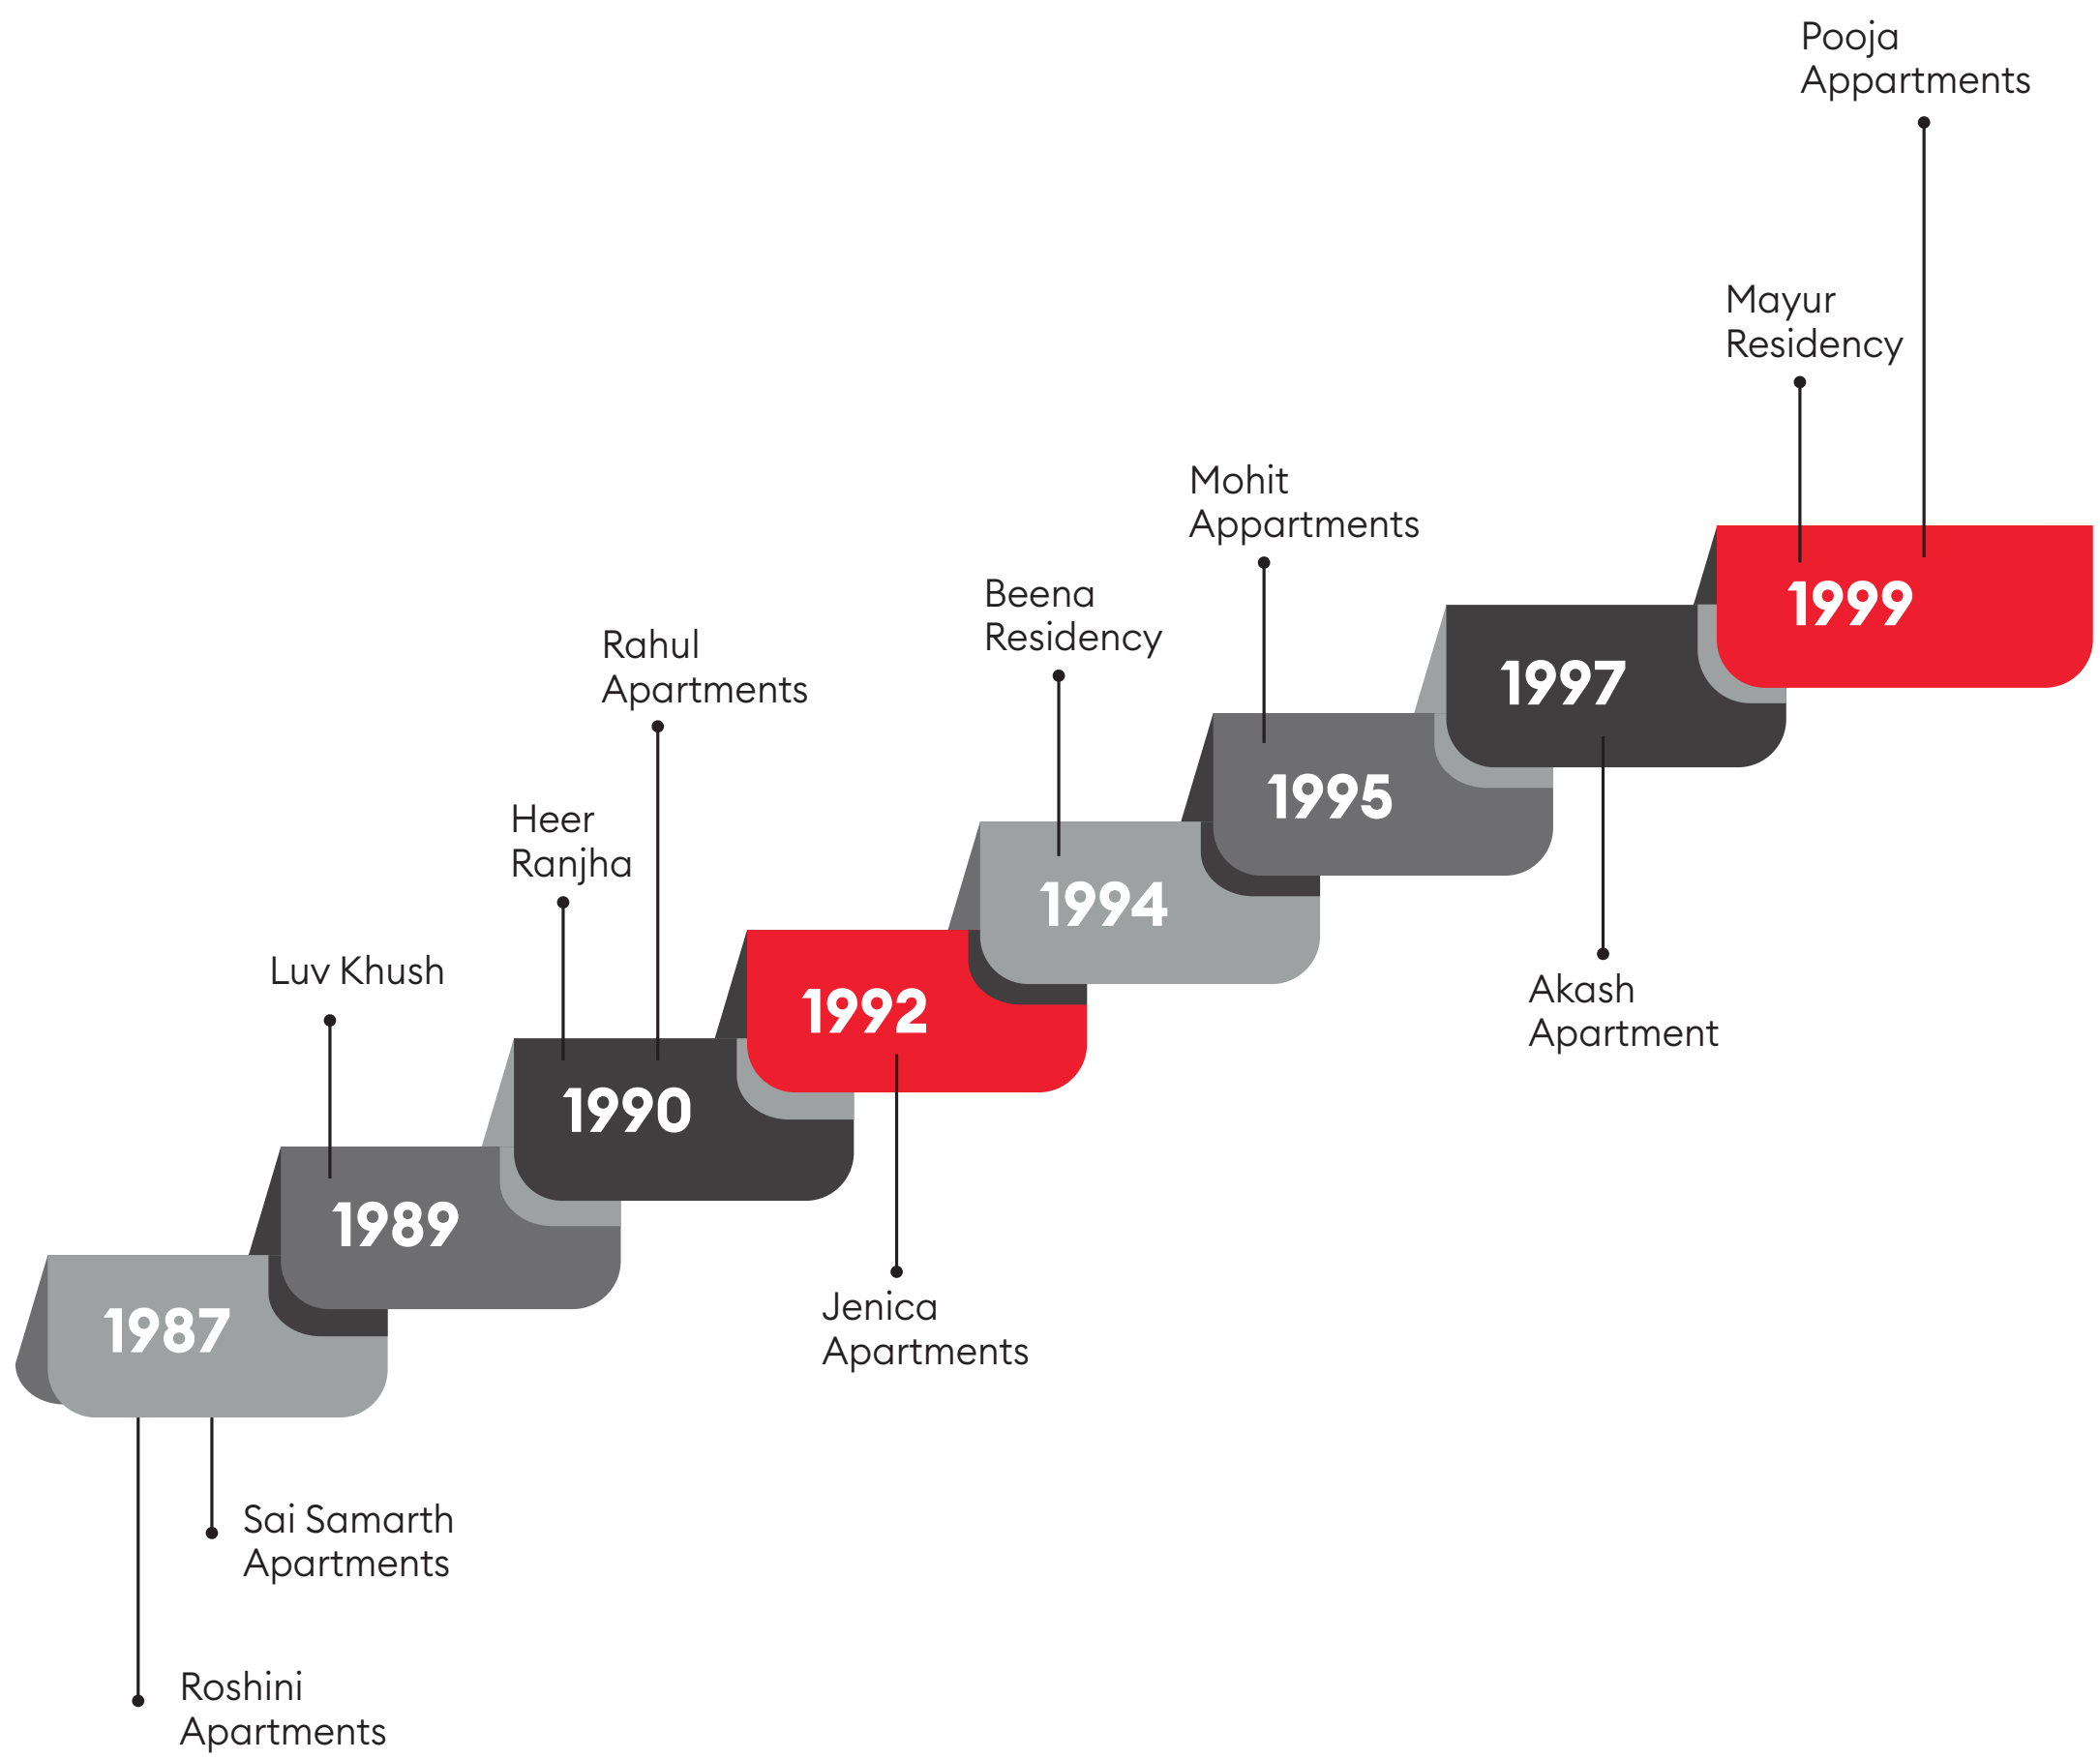 Pooja
Appartments
Mayur
Residency
Mohit
Appartments
1999
Beena
Residency
Rahul
Apartments
1997
1995
Heer
Ranjha
1994
Luv Khush
Akash
Apartment
1992
1990
1989
Jenica
Apartments
1987
Sai Samarth
Apartments
Roshini
Apartments